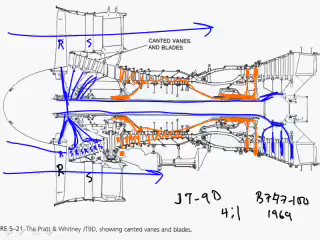 CANTED VANES
AND BLADES
R S
R S
JT-9D B747-100
4:1 1969
RE 5-21. The Pratt & Whitney JT9D, showing canted vanes and blades.